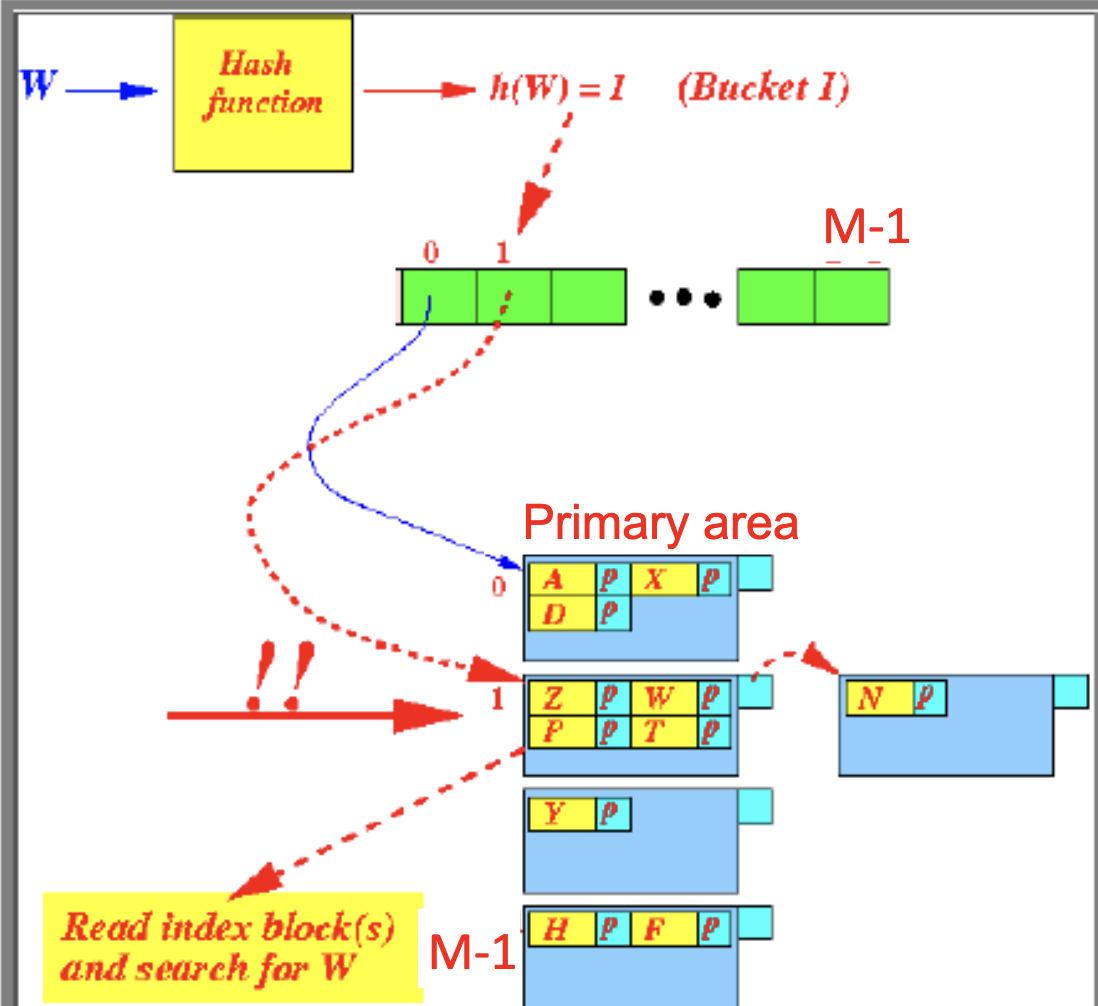 W
Hash
function
h(W) = 1 (Bucket 1)
M-1
0 1
Primary area
0
A p X p
D p
!!
1
Z p W p
P p T p
N p
Y p
Read index block(s)
and search for W
M-1
H p F p